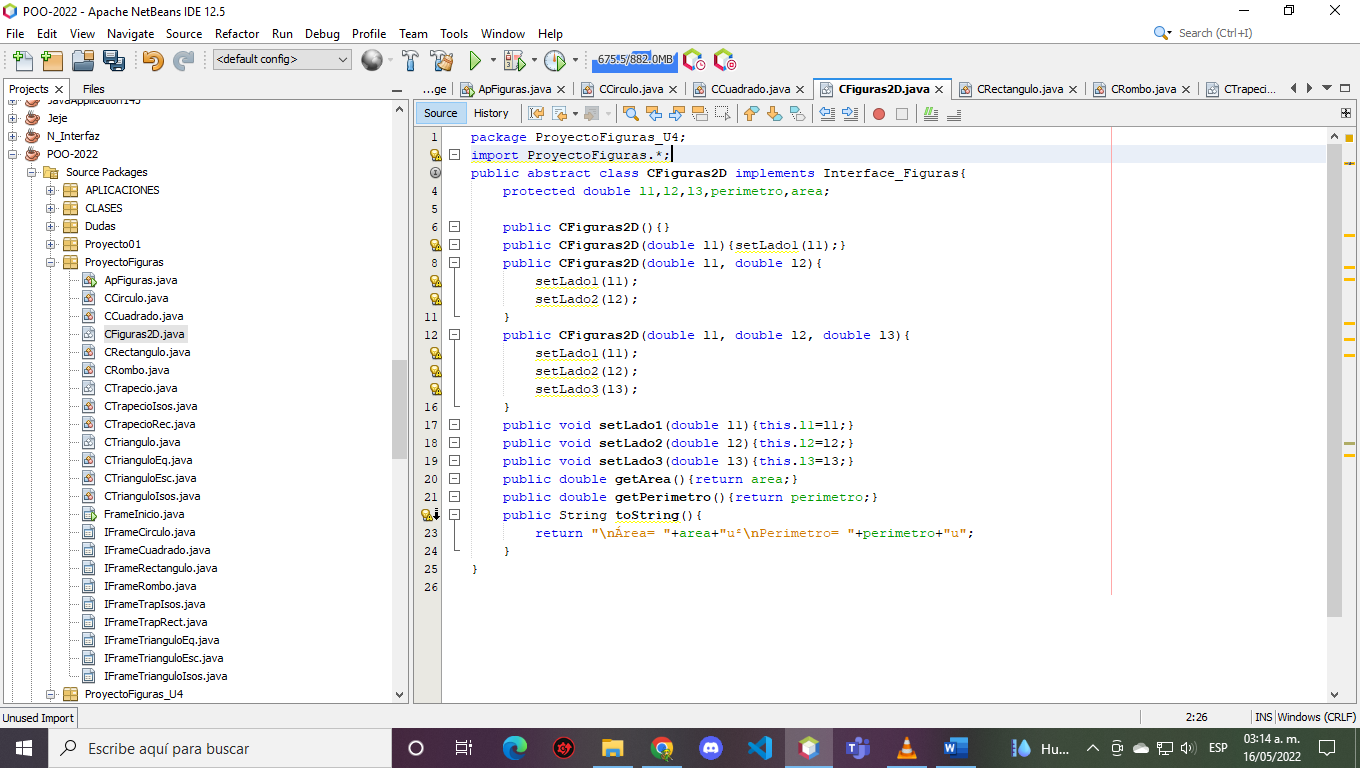 POO-2022 - Apache NetBeans IDE 12.5
File Edit View Navigate Source Refactor Run Debug Profile Team Tools Window Help
Search (Ctrl+I)
<default config>
675.5/882.0MB
Projects Files
JavaApplication145
Jeje
N_Interfaz
POO-2022
Source Packages
APLICACIONES
CLASES
Dudas
Proyecto01
ProyectoFiguras
ApFiguras.java
CCirculo.java
CCuadrado.java
CFiguras2D.java
CRectangulo.java
CRombo.java
CTrapecio.java
CTrapecioIsos.java
CTrapecioRec.java
CTriangulo.java
CTrianguloEq.java
CTrianguloEsc.java
CTrianguloIsos.java
FrameInicio.java
IFrameCirculo.java
IFrameCuadrado.java
IFrameRectangulo.java
IFrameRombo.java
IFrameTrapIsos.java
IFrameTrapRect.java
IFrameTrianguloEq.java
IFrameTrianguloEsc.java
IFrameTrianguloIsos.java
ProyectoFiguras_U4
...ge ApFiguras.java CCirculo.java CCuadrado.java CFiguras2D.java CRectangulo.java CRombo.java CTrapeci...
Source History
1 package ProyectoFiguras_U4;
import ProyectoFiguras.*;
public abstract class CFiguras2D implements Interface_Figuras{
4 protected double l1,l2,l3,perimetro,area;
5
6 public CFiguras2D(){}
public CFiguras2D(double l1){setLado1(l1);}
8 public CFiguras2D(double l1, double l2){
setLado1(l1);
setLado2(l2);
11 }
12 public CFiguras2D(double l1, double l2, double l3){
setLado1(l1);
setLado2(l2);
setLado3(l3);
16 }
17 public void setLado1(double l1){this.l1=l1;}
18 public void setLado2(double l2){this.l2=l2;}
19 public void setLado3(double l3){this.l3=l3;}
20 public double getArea(){return area;}
21 public double getPerimetro(){return perimetro;}
public String toString(){
23 return "\nÁrea= "+area+"u²\nPerimetro= "+perimetro+"u";
24 }
25 }
26
Unused Import
2:26 INS Windows (CRLF)
Escribe aquí para buscar
Hu... ESP
03:14 a. m.
16/05/2022